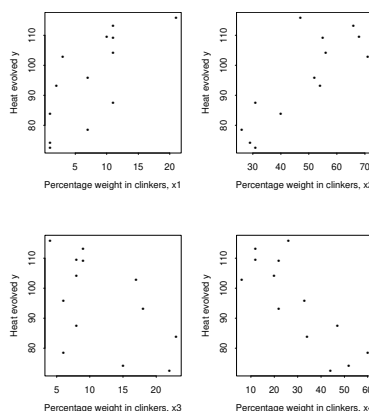 Heat evolved y
80 90 100 110
5 10 15 20
Percentage weight in clinkers, x1
Heat evolved y
80 90 100 110
30 40 50 60 70
Percentage weight in clinkers, x
Heat evolved y
80 90 100 110
5 10 15 20
Percentage weight in clinkers, x3
Heat evolved y
80 90 100 110
10 20 30 40 50 60
Percentage weight in clinkers, x